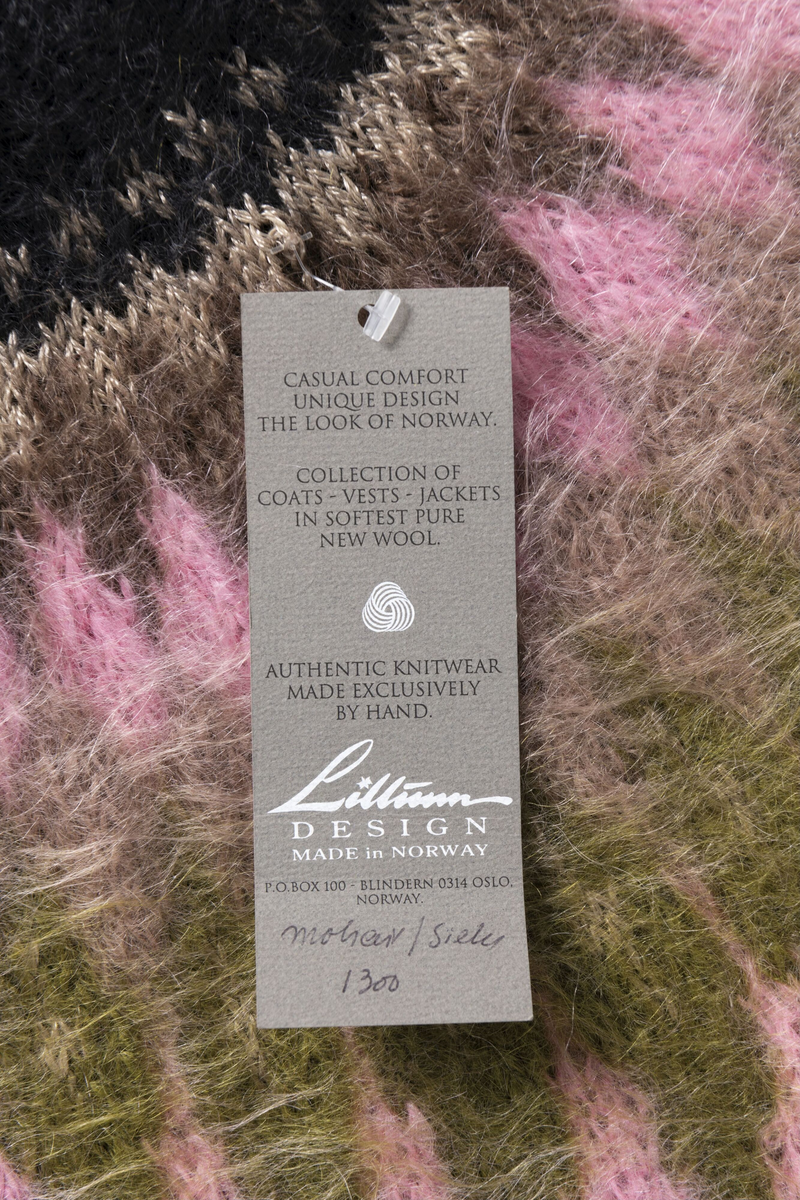 CASUAL COMFORT
UNIQUE DESIGN
THE LOOK OF NORWAY.
COLLECTION OF
COATS - VESTS - JACKETS
IN SOFTEST PURE
NEW WOOL.
AUTHENTIC KNITWEAR
MADE EXCLUSIVELY
BY HAND.
Lillunn
DESIGN
MADE in NORWAY
P.O.BOX 100 - BLINDERN 0314 OSLO,
NORWAY.
mohair /
1300